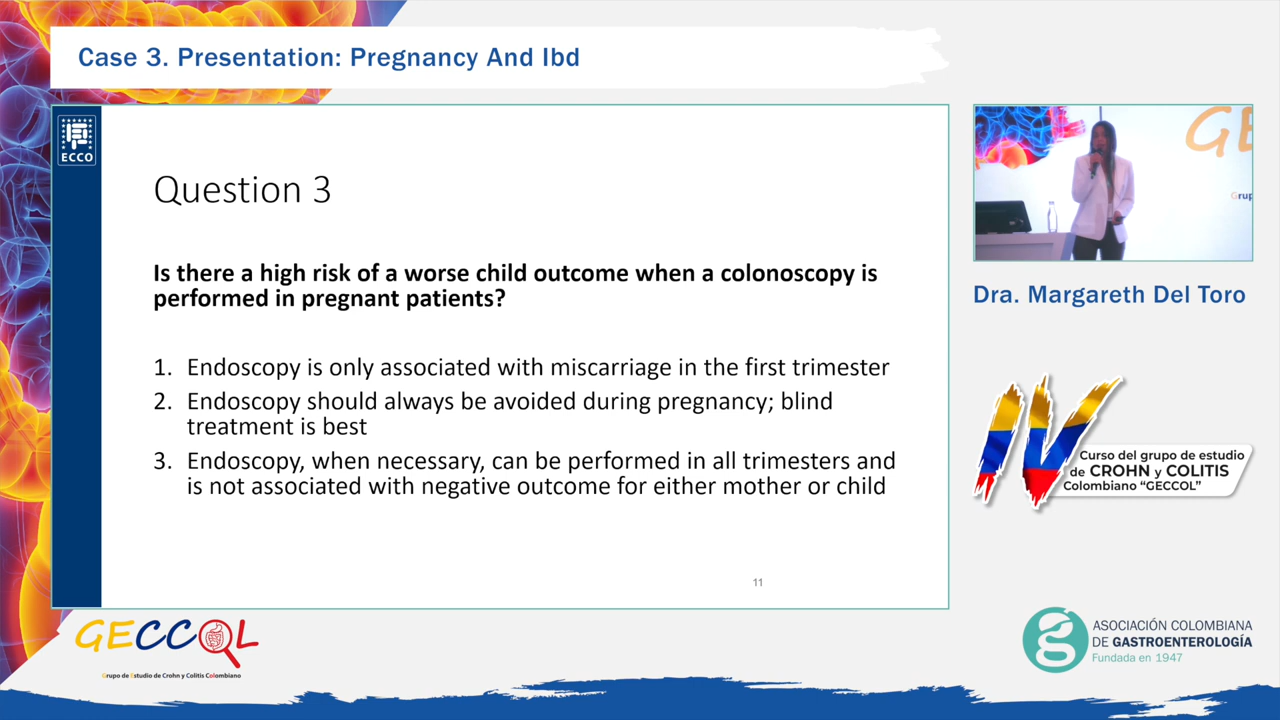 Case 3. Presentation: Pregnancy And Ibd
ECCO
Question 3
Is there a high risk of a worse child outcome when a colonoscopy is
performed in pregnant patients?
1. Endoscopy is only associated with miscarriage in the first trimester
2. Endoscopy should always be avoided during pregnancy; blind
treatment is best
3. Endoscopy, when necessary, can be performed in all trimesters and
is not associated with negative outcome for either mother or child
11
GE
Grup
Dra. Margareth Del Toro
IV
Curso del grupo de estudio
de CROHN y COLITIS
Colombiano “GECCOL”
GECCOL
Grupo de Estudio de Crohn y Colitis Colombiano
ASOCIACIÓN COLOMBIANA
DE GASTROENTEROLOGÍA
Fundada en 1947